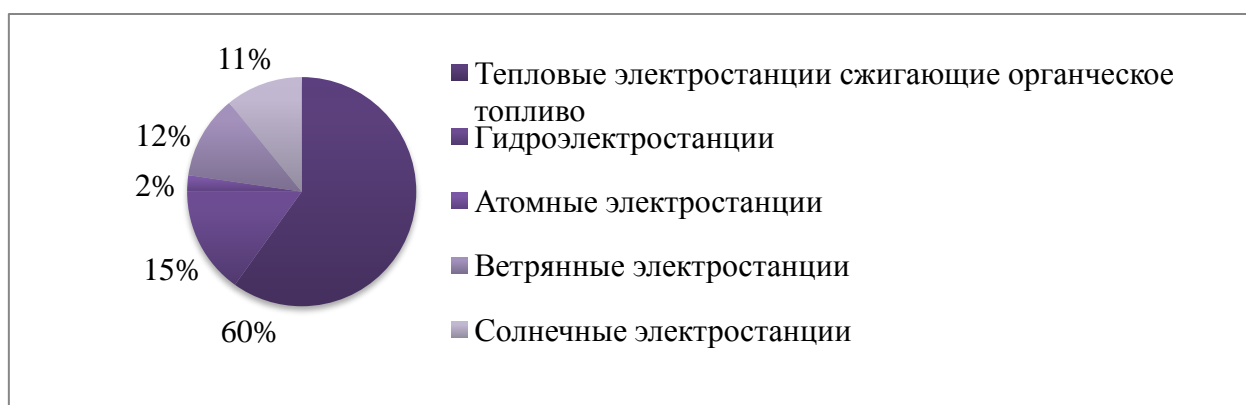 11%
12%
2%
15%
60%
Тепловые электростанции сжигающие органческое
топливо
Гидроэлектростанции
Атомные электростанции
Ветрянные электростанции
Солнечные электростанции